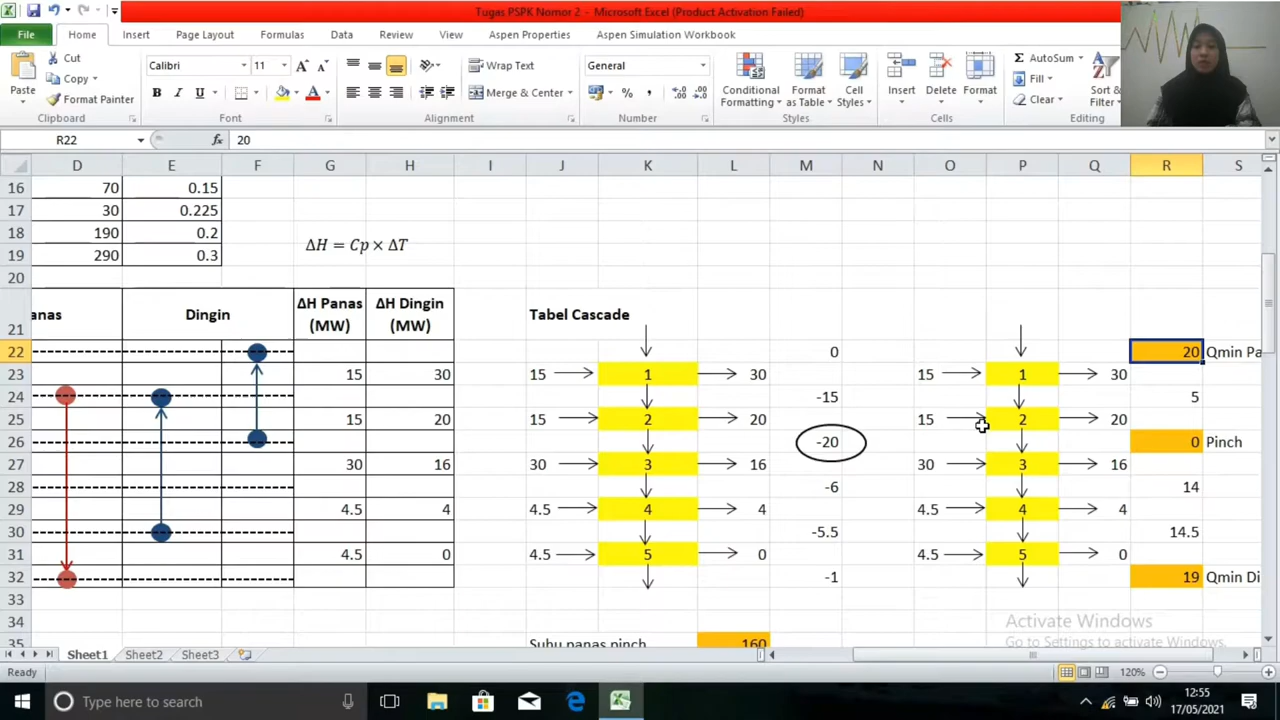 Tugas PSPK Nomor 2 - Microsoft Excel (Product Activation Failed)
File Home Insert Page Layout Formulas Data Review View Aspen Properties Aspen Simulation Workbook
Paste
Cut
Copy
Format Painter
Clipboard
Calibri 11
B I U
Font
Wrap Text
Merge & Center
Alignment
General
Number
Conditional Formatting
Format as Table
Cell Styles
Styles
Insert Delete Format
Cells
AutoSum
Fill
Clear
Sort &
Editing
R22 fx 20
D E F G H I J K L M N O P Q R S
16 70 0.15
17 30 0.225
18 190 0.2
19 290 0.3
ΔH = Cp × ΔT
20
21 anas Dingin ΔH Panas (MW) ΔH Dingin (MW) Tabel Cascade
22 0 20 Qmin Pa
23 15 30 15 1 30 15 1 30
24 -15 5
25 15 20 15 2 20 15 2 20
26 -20 0 Pinch
27 30 16 30 3 16 30 3 16
28 -6 14
29 4.5 4 4.5 4 4 4.5 4 4
30 -5.5 14.5
31 4.5 0 4.5 5 0 4.5 5 0
32 -1 19 Qmin Di
33
34
35 Suhu panas pinch 160
Activate Windows
Go to Settings to activate Windows.
Sheet1 Sheet2 Sheet3
Ready 120%
Type here to search
12:55
17/05/2021